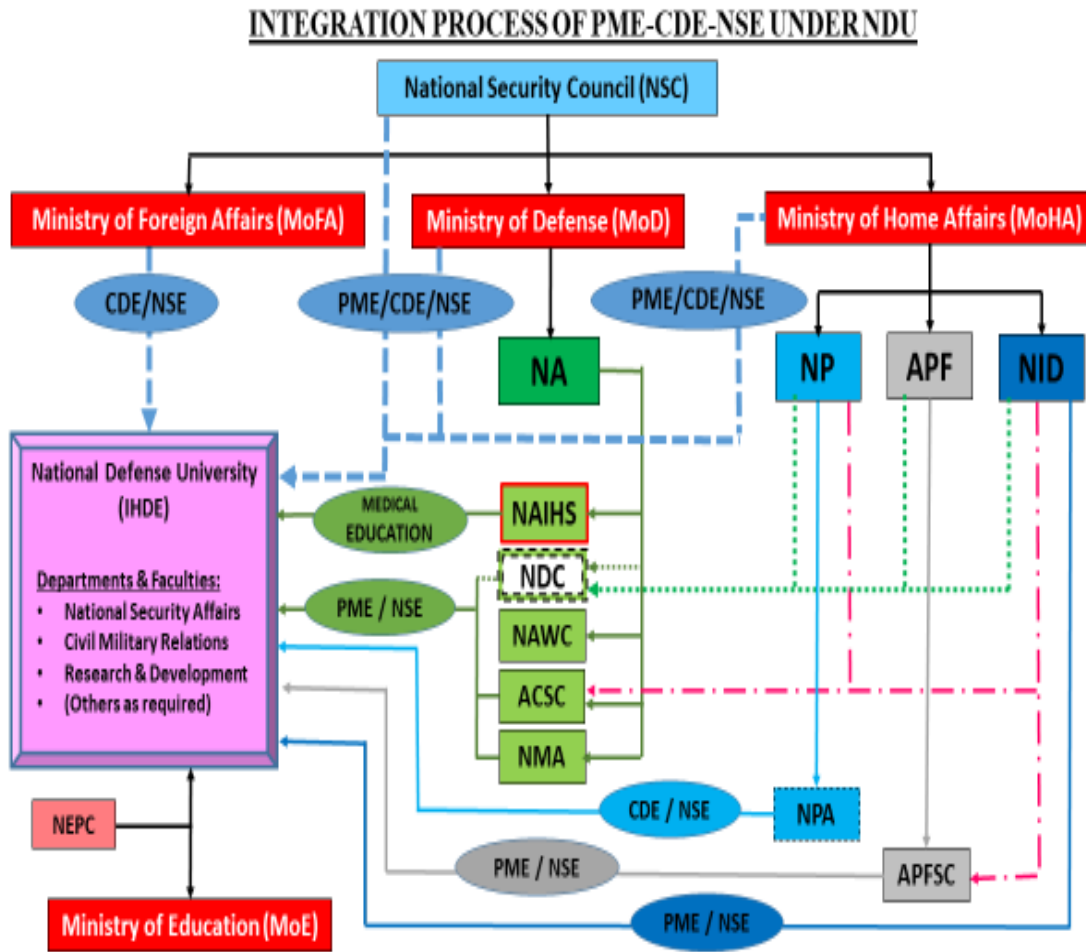 INTEGRATION PROCESS OF PME-CDE-NSE UNDER NDU
National Security Council (NSC)
Ministry of Foreign Affairs (MoFA)
Ministry of Defense (MoD)
Ministry of Home Affairs (MoHA)
CDE/NSE
PME/CDE/NSE
PME/CDE/NSE
NA
NP
APF
NID
National Defense University
(IHDE)
Departments & Faculties:
• National Security Affairs
• Civil Military Relations
• Research & Development
• (Others as required)
MEDICAL
EDUCATION
NAIHS
NDC
PME / NSE
NAWC
ACSC
NMA
NEPC
CDE / NSE
NPA
PME / NSE
APFSC
Ministry of Education (MoE)
PME / NSE